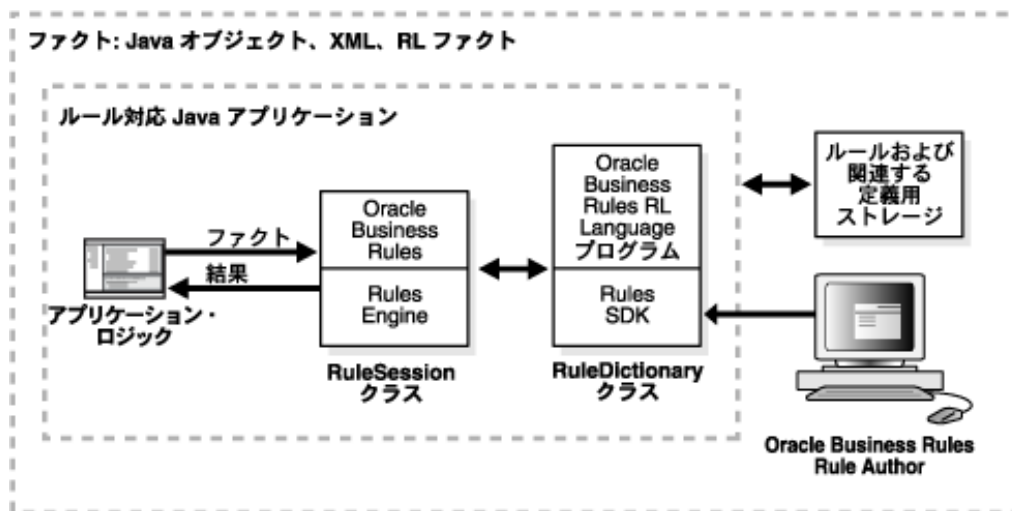 ファクト: Java オブジェクト、XML、RL ファクト
ルール対応 Java アプリケーション
ファクト
結果
アプリケーション・
ロジック
Oracle
Business
Rules
Rules
Engine
RuleSession
クラス
Oracle
Business
Rules RL
Language
プログラム
Rules
SDK
RuleDictionary
クラス
ルールおよび
関連する
定義用
ストレージ
Oracle Business Rules
Rule Author